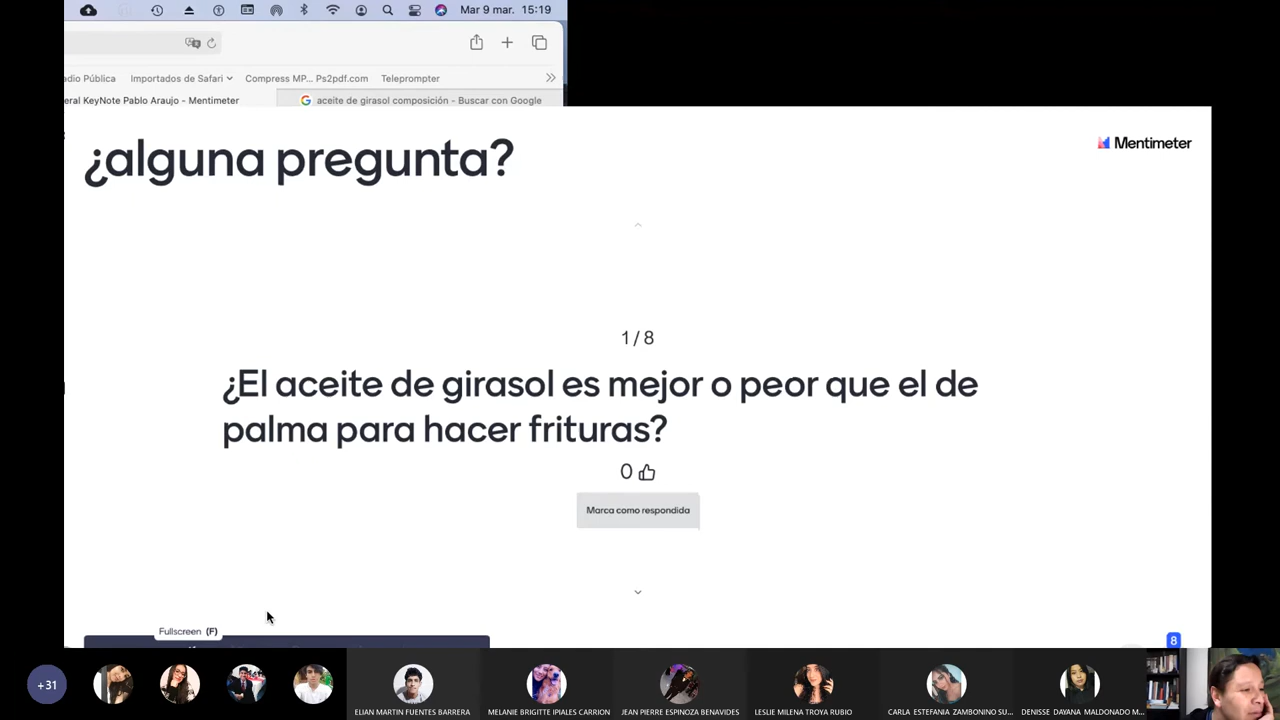 Mar 9 mar. 15:19
adio Pública
Importados de Safari
Compress MP... Ps2pdf.com
Teleprompter
eral KeyNote Pablo Araujo - Mentimeter
aceite de girasol composición - Buscar con Google
¿alguna pregunta?
Mentimeter
1 / 8
¿El aceite de girasol es mejor o peor que el de
palma para hacer frituras?
0
Marca como respondida
Fullscreen (F)
8
+31
ELIAN MARTIN FUENTES BARRERA
MELANIE BRIGITTE IPIALES CARRION
JEAN PIERRE ESPINOZA BENAVIDES
LESLIE MILENA TROYA RUBIO
CARLA ESTEFANIA ZAMBONINO SU...
DENISSE DAYANA MALDONADO M...